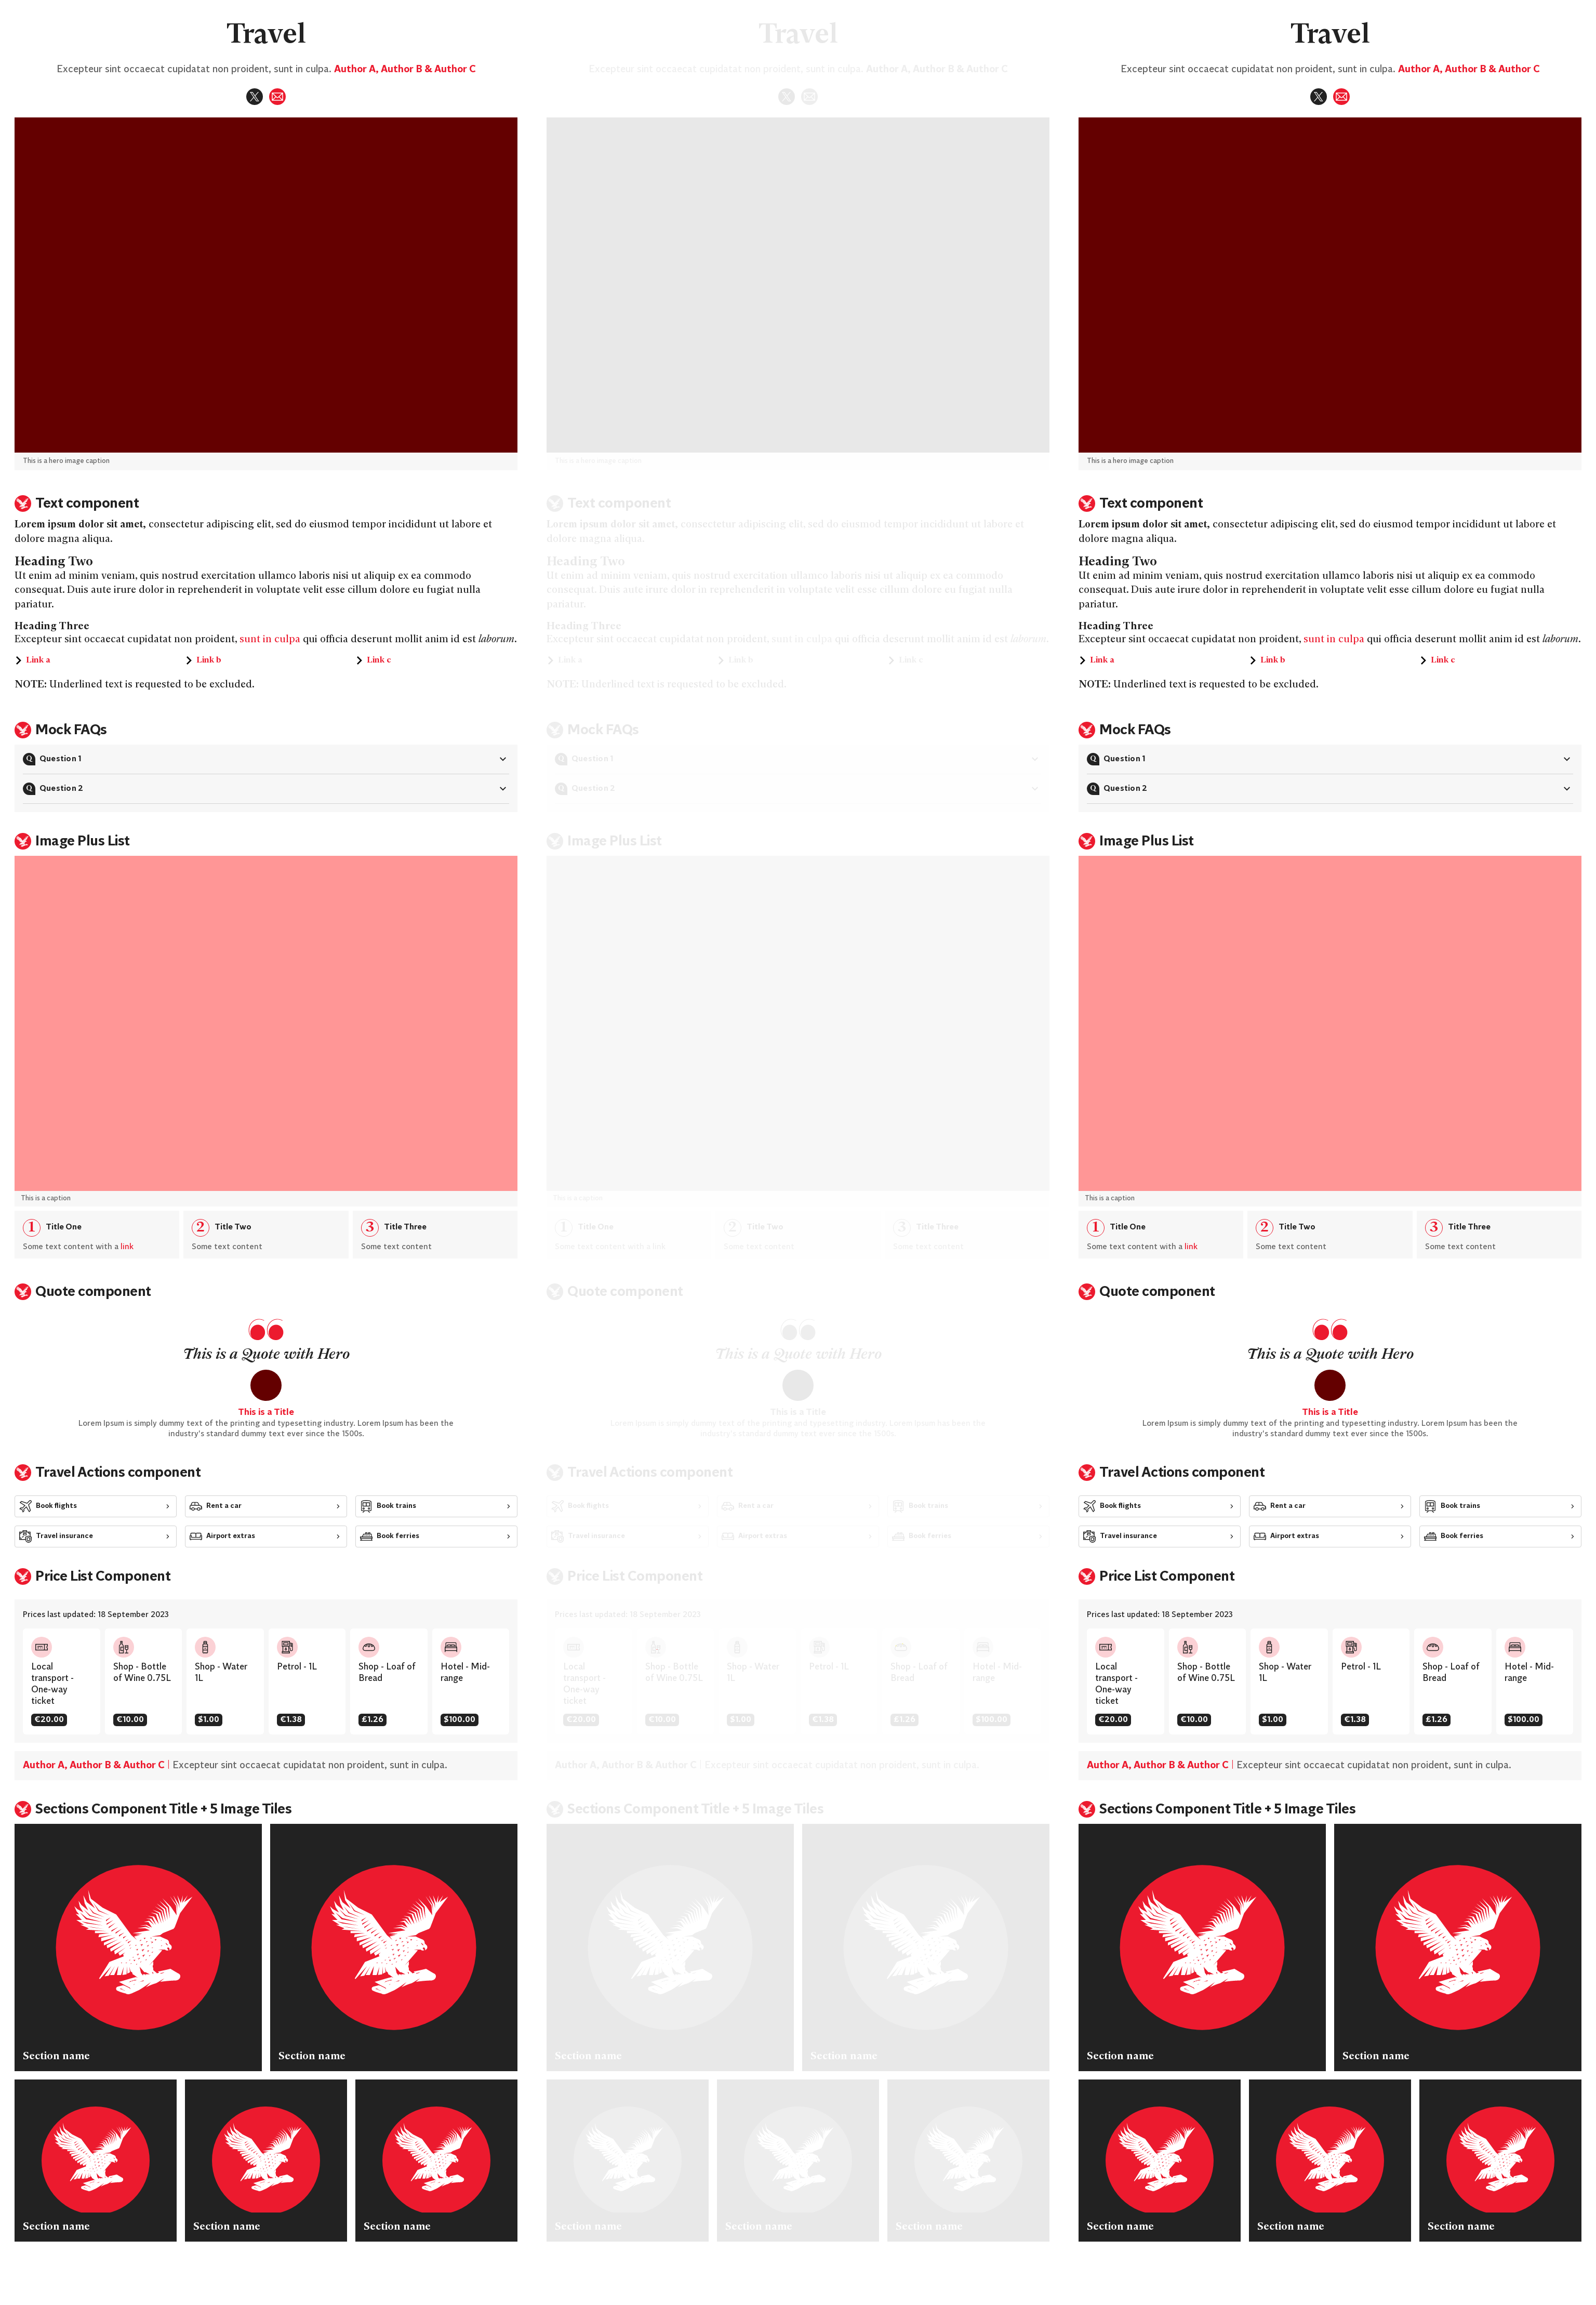 Travel
Excepteur sint occaecat cupidatat non proident, sunt in culpa. Author A, Author B & Author C
This is a hero image caption
Text component
Lorem ipsum dolor sit amet, consectetur adipiscing elit, sed do eiusmod tempor incididunt ut labore et
dolore magna aliqua.
Heading Two
Ut enim ad minim veniam, quis nostrud exercitation ullamco laboris nisi ut aliquip ex ea commodo
consequat. Duis aute irure dolor in reprehenderit in voluptate velit esse cillum dolore eu fugiat nulla
pariatur.
Heading Three
Excepteur sint occaecat cupidatat non proident, sunt in culpa qui officia deserunt mollit anim id est laborum.
Link a Link b Link c
NOTE: Underlined text is requested to be excluded.
Mock FAQs
Q Question 1
Q Question 2
Image Plus List
This is a caption
1 Title One
Some text content with a link
2 Title Two
Some text content
3 Title Three
Some text content
Quote component
This is a Quote with Hero
This is a Title
Lorem Ipsum is simply dummy text of the printing and typesetting industry. Lorem Ipsum has been the
industry's standard dummy text ever since the 1500s.
Travel Actions component
Book flights Rent a car Book trains
Travel insurance Airport extras Book ferries
Price List Component
Prices last updated: 18 September 2023
Local
transport -
One-way
ticket
€20.00
Shop - Bottle
of Wine 0.75L
€10.00
Shop - Water
1L
$1.00
Petrol - 1L
€1.38
Shop - Loaf of
Bread
£1.26
Hotel - Mid-
range
$100.00
Author A, Author B & Author C | Excepteur sint occaecat cupidatat non proident, sunt in culpa.
Sections Component Title + 5 Image Tiles
Section name Section name
Section name Section name Section name
Travel
Excepteur sint occaecat cupidatat non proident, sunt in culpa. Author A, Author B & Author C
This is a hero image caption
Text component
Lorem ipsum dolor sit amet, consectetur adipiscing elit, sed do eiusmod tempor incididunt ut labore et
dolore magna aliqua.
Heading Two
Ut enim ad minim veniam, quis nostrud exercitation ullamco laboris nisi ut aliquip ex ea commodo
consequat. Duis aute irure dolor in reprehenderit in voluptate velit esse cillum dolore eu fugiat nulla
pariatur.
Heading Three
Excepteur sint occaecat cupidatat non proident, sunt in culpa qui officia deserunt mollit anim id est laborum.
Link a Link b Link c
NOTE: Underlined text is requested to be excluded.
Mock FAQs
Q Question 1
Q Question 2
Image Plus List
This is a caption
1 Title One
Some text content with a link
2 Title Two
Some text content
3 Title Three
Some text content
Quote component
This is a Quote with Hero
This is a Title
Lorem Ipsum is simply dummy text of the printing and typesetting industry. Lorem Ipsum has been the
industry's standard dummy text ever since the 1500s.
Travel Actions component
Book flights Rent a car Book trains
Travel insurance Airport extras Book ferries
Price List Component
Prices last updated: 18 September 2023
Local
transport -
One-way
ticket
€20.00
Shop - Bottle
of Wine 0.75L
€10.00
Shop - Water
1L
$1.00
Petrol - 1L
€1.38
Shop - Loaf of
Bread
£1.26
Hotel - Mid-
range
$100.00
Author A, Author B & Author C | Excepteur sint occaecat cupidatat non proident, sunt in culpa.
Sections Component Title + 5 Image Tiles
Section name Section name
Section name Section name Section name
Travel
Excepteur sint occaecat cupidatat non proident, sunt in culpa. Author A, Author B & Author C
This is a hero image caption
Text component
Lorem ipsum dolor sit amet, consectetur adipiscing elit, sed do eiusmod tempor incididunt ut labore et
dolore magna aliqua.
Heading Two
Ut enim ad minim veniam, quis nostrud exercitation ullamco laboris nisi ut aliquip ex ea commodo
consequat. Duis aute irure dolor in reprehenderit in voluptate velit esse cillum dolore eu fugiat nulla
pariatur.
Heading Three
Excepteur sint occaecat cupidatat non proident, sunt in culpa qui officia deserunt mollit anim id est laborum.
Link a Link b Link c
NOTE: Underlined text is requested to be excluded.
Mock FAQs
Q Question 1
Q Question 2
Image Plus List
This is a caption
1 Title One
Some text content with a link
2 Title Two
Some text content
3 Title Three
Some text content
Quote component
This is a Quote with Hero
This is a Title
Lorem Ipsum is simply dummy text of the printing and typesetting industry. Lorem Ipsum has been the
industry's standard dummy text ever since the 1500s.
Travel Actions component
Book flights Rent a car Book trains
Travel insurance Airport extras Book ferries
Price List Component
Prices last updated: 18 September 2023
Local
transport -
One-way
ticket
€20.00
Shop - Bottle
of Wine 0.75L
€10.00
Shop - Water
1L
$1.00
Petrol - 1L
€1.38
Shop - Loaf of
Bread
£1.26
Hotel - Mid-
range
$100.00
Author A, Author B & Author C | Excepteur sint occaecat cupidatat non proident, sunt in culpa.
Sections Component Title + 5 Image Tiles
Section name Section name
Section name Section name Section name